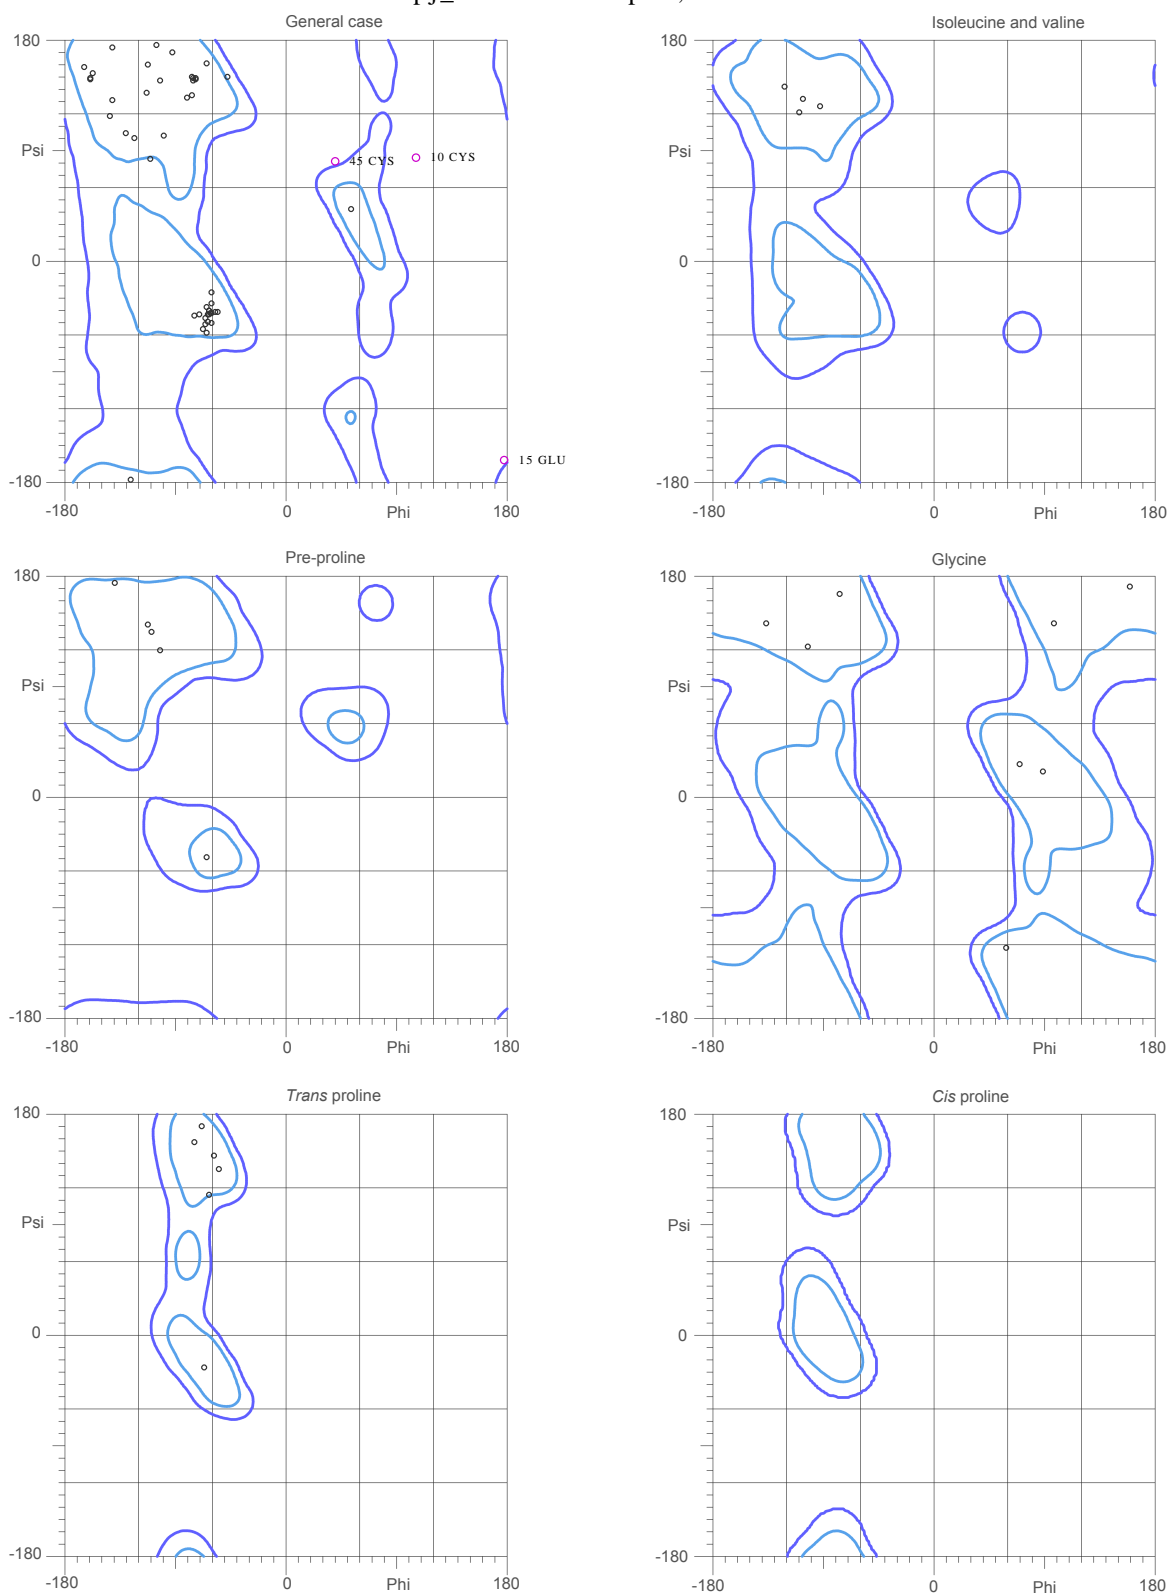 General case
Isoleucine and valine
180
180
45 CYS
10 CYS
Psi
Psi
0
0
15 GLU
-180
-180
-180
0
Phi
180
-180
0
Phi
180
Pre-proline
Glycine
180
180
Psi
Psi
0
0
-180
-180
-180
0
Phi
180
-180
0
Phi
180
Trans proline
Cis proline
180
180
Psi
Psi
0
0
-180
-180
-180
0
Phi
180
-180
0
Phi
180